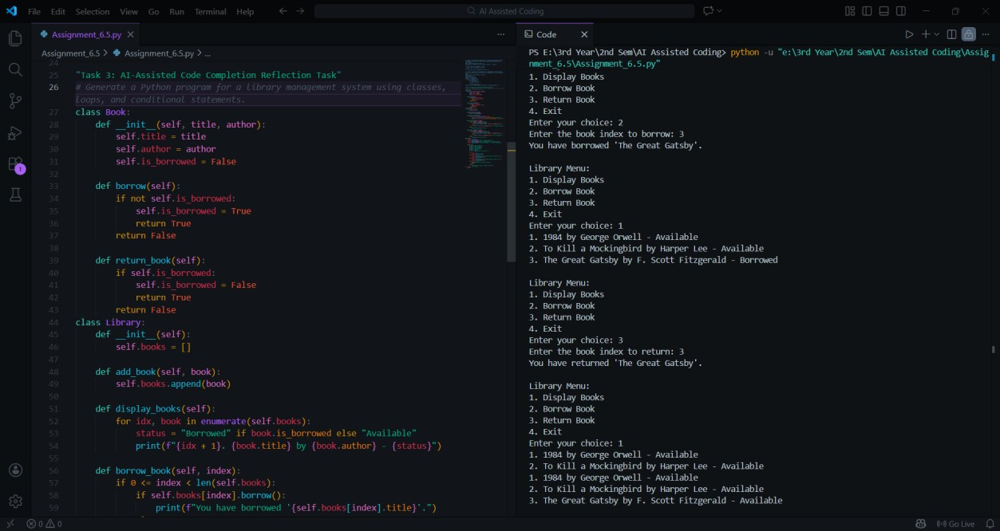 File Edit Selection View Go Run Terminal Help
AI Assisted Coding
Assignment_6.5.py
Assignment_6.5 > Assignment_6.5.py > ...
24
25 "Task 3: AI-Assisted Code Completion Reflection Task"
26 # Generate a Python program for a library management system using classes,
loops, and conditional statements.
27 class Book:
28 def __init__(self, title, author):
29 self.title = title
30 self.author = author
31 self.is_borrowed = False
32
33 def borrow(self):
34 if not self.is_borrowed:
35 self.is_borrowed = True
36 return True
37 return False
38
39 def return_book(self):
40 if self.is_borrowed:
41 self.is_borrowed = False
42 return True
43 return False
44 class Library:
45 def __init__(self):
46 self.books = []
47
48 def add_book(self, book):
49 self.books.append(book)
50
51 def display_books(self):
52 for idx, book in enumerate(self.books):
53 status = "Borrowed" if book.is_borrowed else "Available"
54 print(f"{idx + 1}. {book.title} by {book.author} - {status}")
55
56 def borrow_book(self, index):
57 if 0 <= index < len(self.books):
58 if self.books[index].borrow():
59 print(f"You have borrowed '{self.books[index].title}'.")
1
Code
PS E:\3rd Year\2nd Sem\AI Assisted Coding> python -u "e:\3rd Year\2nd Sem\AI Assisted Coding\Assig
nment_6.5\Assignment_6.5.py"
1. Display Books
2. Borrow Book
3. Return Book
4. Exit
Enter your choice: 2
Enter the book index to borrow: 3
You have borrowed 'The Great Gatsby'.
Library Menu:
1. Display Books
2. Borrow Book
3. Return Book
4. Exit
Enter your choice: 1
1. 1984 by George Orwell - Available
2. To Kill a Mockingbird by Harper Lee - Available
3. The Great Gatsby by F. Scott Fitzgerald - Borrowed
Library Menu:
1. Display Books
2. Borrow Book
3. Return Book
4. Exit
Enter your choice: 3
Enter the book index to return: 3
You have returned 'The Great Gatsby'.
Library Menu:
1. Display Books
2. Borrow Book
3. Return Book
4. Exit
Enter your choice: 1
1. 1984 by George Orwell - Available
2. To Kill a Mockingbird by Harper Lee - Available
1. 1984 by George Orwell - Available
2. To Kill a Mockingbird by Harper Lee - Available
3. The Great Gatsby by F. Scott Fitzgerald - Available
0 0
Go Live